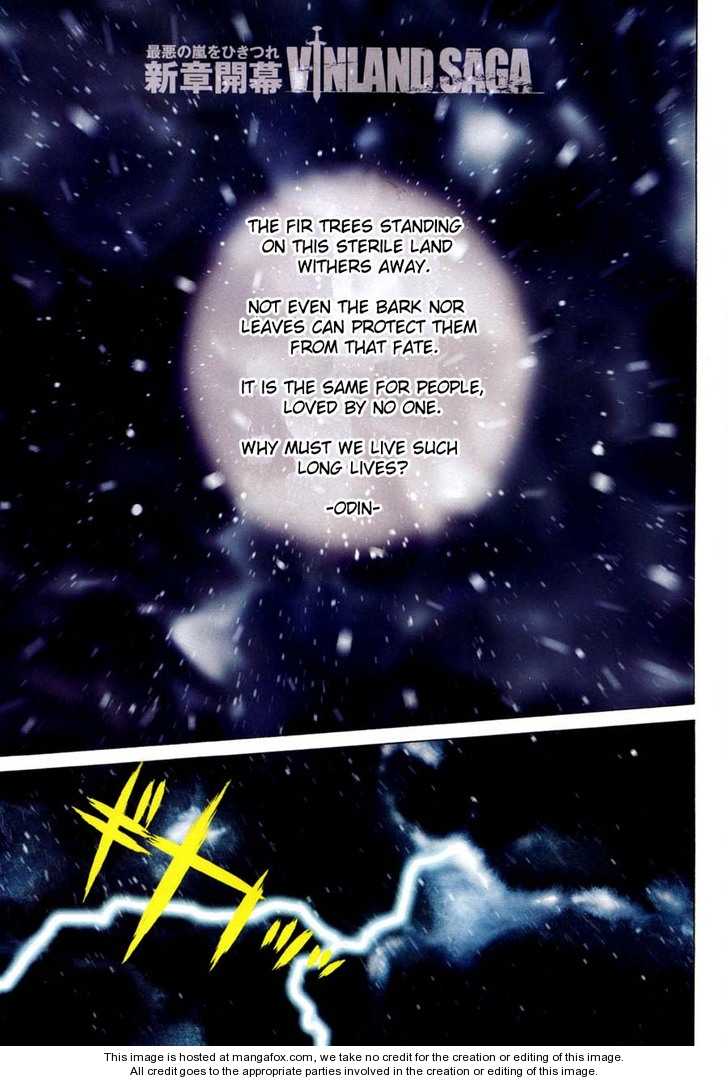 最悪の嵐をひきつれ
新章開幕 VINLAND SAGA
THE FIR TREES STANDING
ON THIS STERILE LAND
WITHERS AWAY.
NOT EVEN THE BARK NOR
LEAVES CAN PROTECT THEM
FROM THAT FATE.
IT IS THE SAME FOR PEOPLE,
LOVED BY NO ONE.
WHY MUST WE LIVE SUCH
LONG LIVES?
-ODIN-
This image is hosted at mangafox.com, we take no credit for the creation or editing of this image.
All credit goes to the appropriate parties involved in the creation or editing of this image.